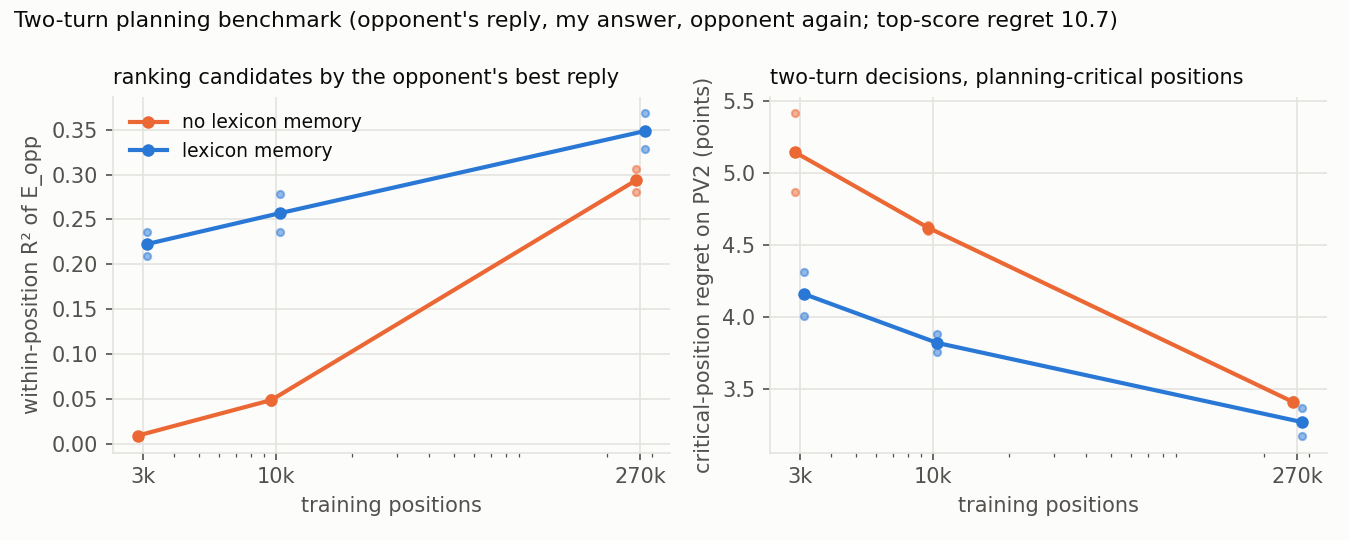 Two-turn planning benchmark (opponent's reply, my answer, opponent again; top-score regret 10.7)
ranking candidates by the opponent's best reply
no lexicon memory
lexicon memory
within-position R² of E_opp
0.35
0.30
0.25
0.20
0.15
0.10
0.05
0.00
3k
10k
270k
training positions
two-turn decisions, planning-critical positions
critical-position regret on PV2 (points)
5.5
5.0
4.5
4.0
3.5
3k
10k
270k
training positions